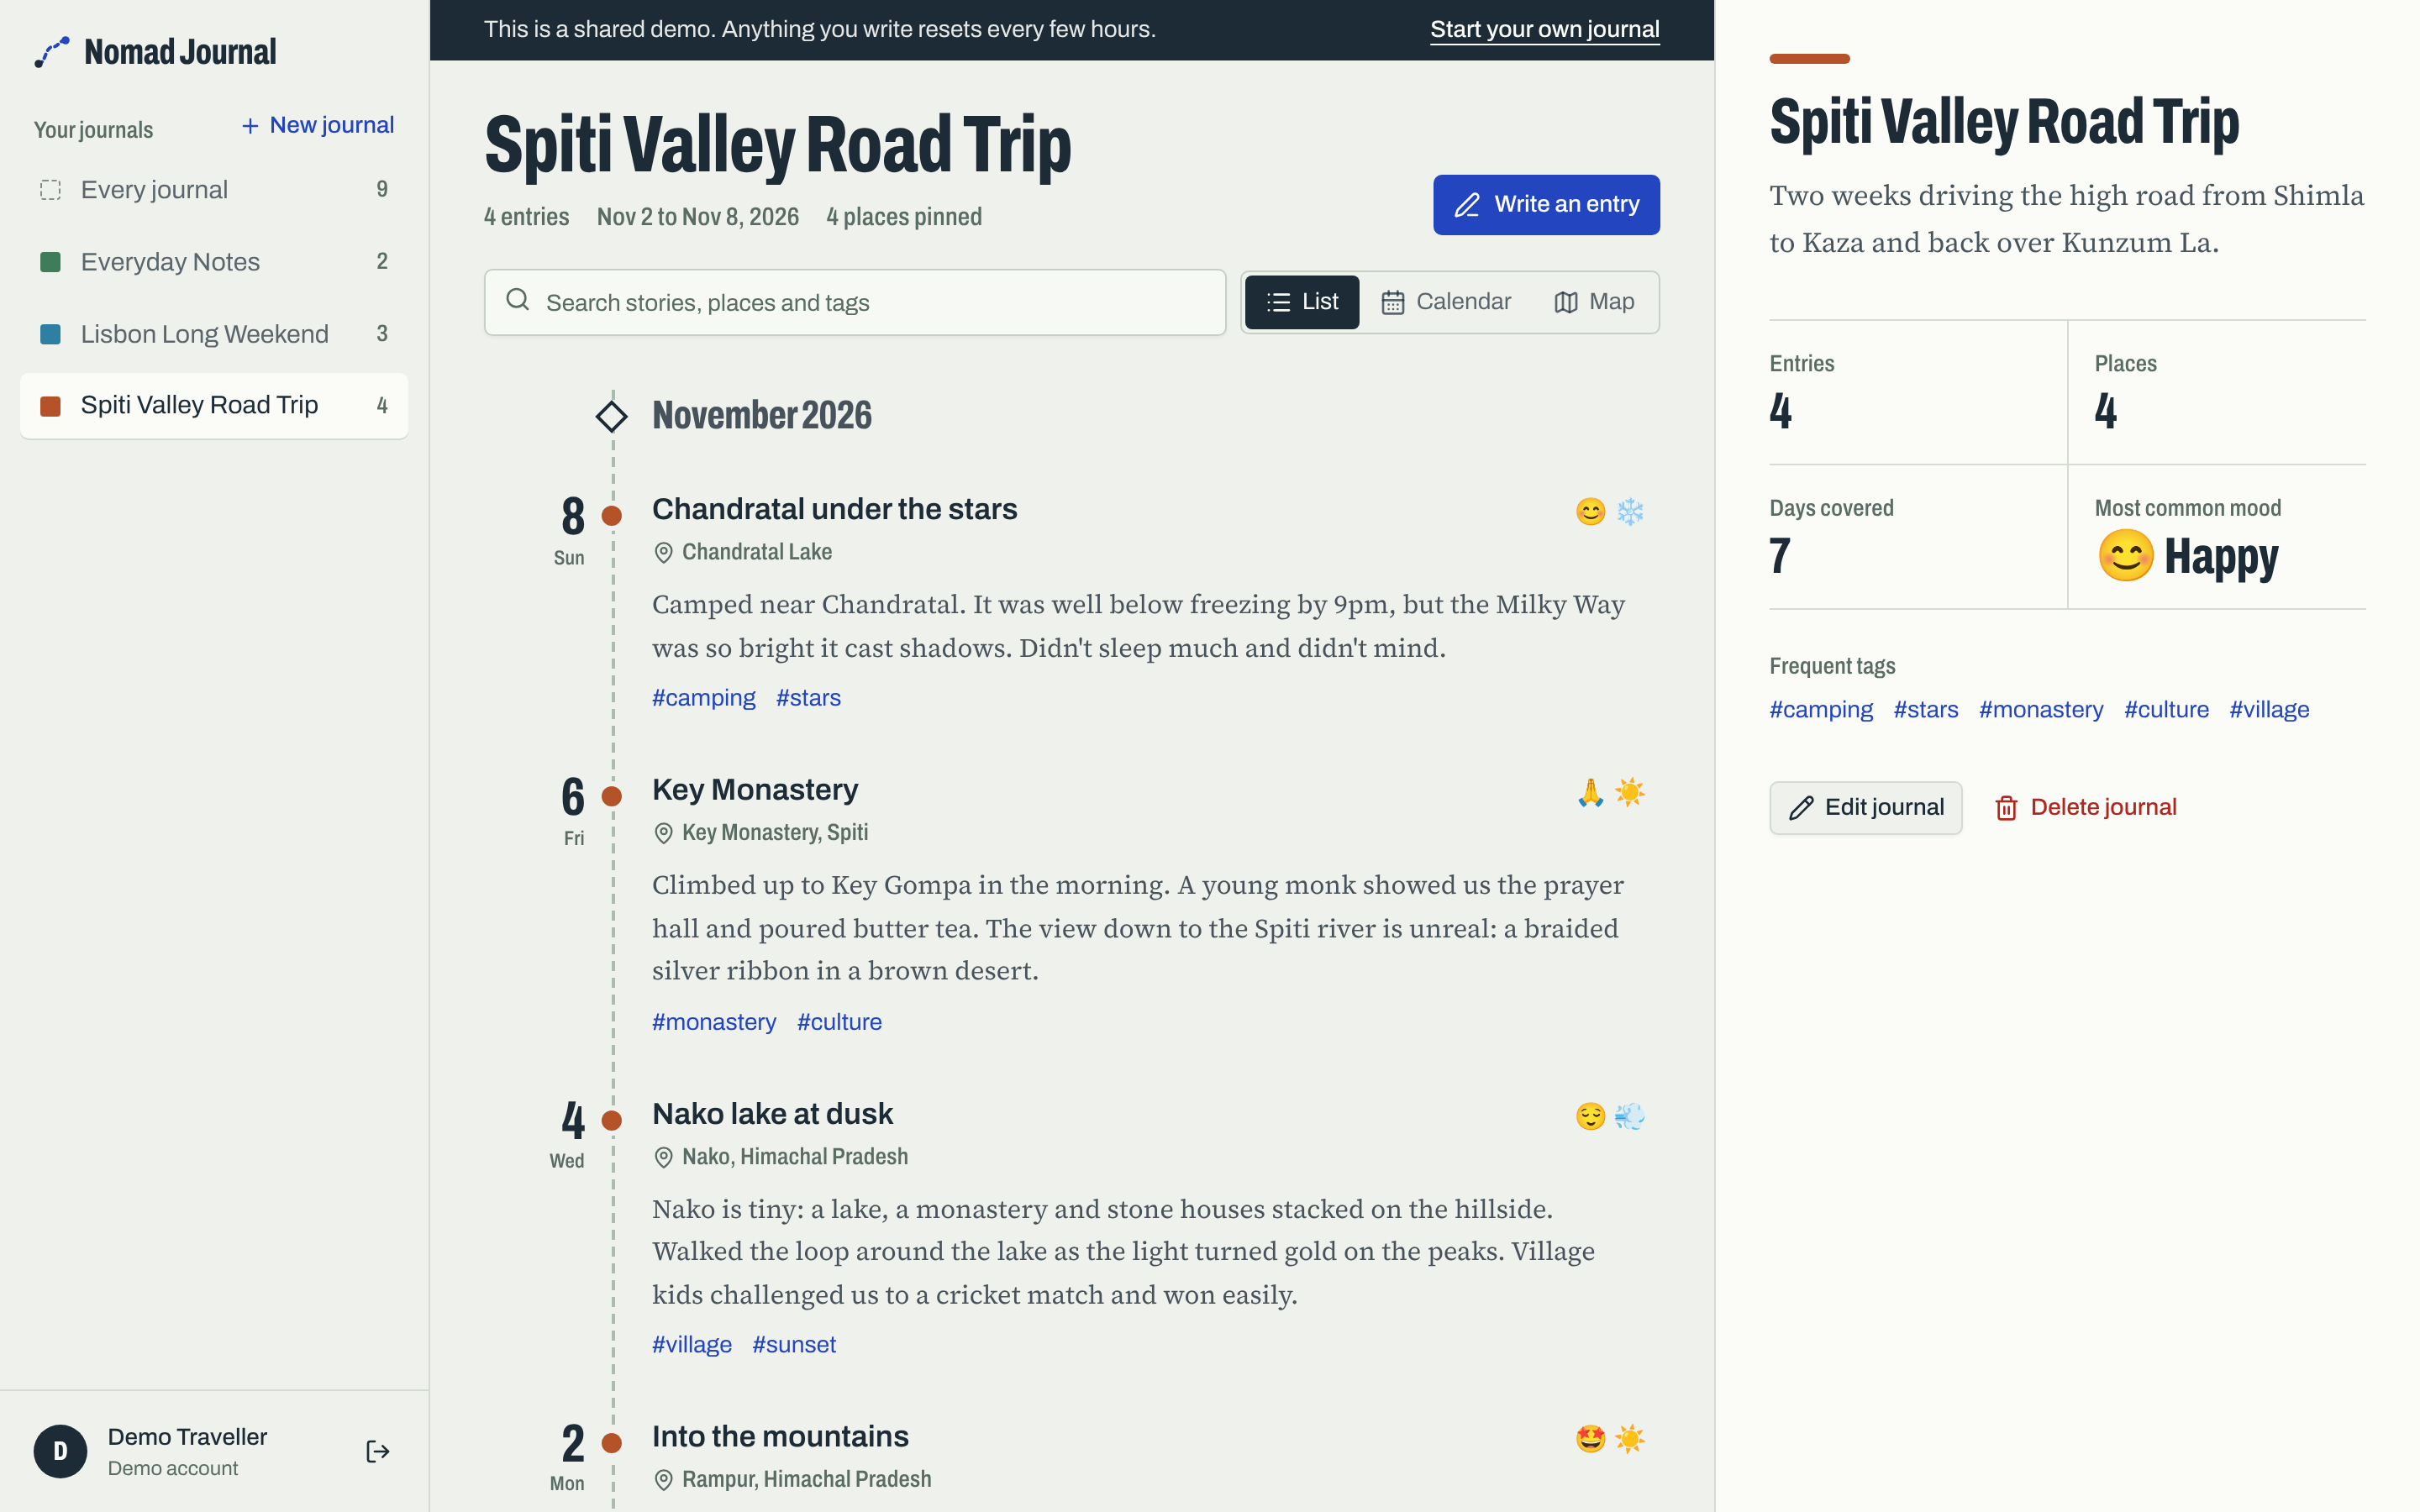 Nomad Journal
Your journals
New journal
Every journal 9
Everyday Notes 2
Lisbon Long Weekend 3
Spiti Valley Road Trip 4
D
Demo Traveller
Demo account
This is a shared demo. Anything you write resets every few hours.
Start your own journal
Spiti Valley Road Trip
4 entries Nov 2 to Nov 8, 2026 4 places pinned
Write an entry
Search stories, places and tags
List Calendar Map
November 2026
8
Sun
Chandratal under the stars
Chandratal Lake
Camped near Chandratal. It was well below freezing by 9pm, but the Milky Way
was so bright it cast shadows. Didn't sleep much and didn't mind.
#camping #stars
6
Fri
Key Monastery
Key Monastery, Spiti
Climbed up to Key Gompa in the morning. A young monk showed us the prayer
hall and poured butter tea. The view down to the Spiti river is unreal: a braided
silver ribbon in a brown desert.
#monastery #culture
4
Wed
Nako lake at dusk
Nako, Himachal Pradesh
Nako is tiny: a lake, a monastery and stone houses stacked on the hillside.
Walked the loop around the lake as the light turned gold on the peaks. Village
kids challenged us to a cricket match and won easily.
#village #sunset
2
Mon
Into the mountains
Rampur, Himachal Pradesh
Spiti Valley Road Trip
Two weeks driving the high road from Shimla
to Kaza and back over Kunzum La.
Entries
4
Places
4
Days covered
7
Most common mood
😊 Happy
Frequent tags
#camping #stars #monastery #culture #village
Edit journal
Delete journal